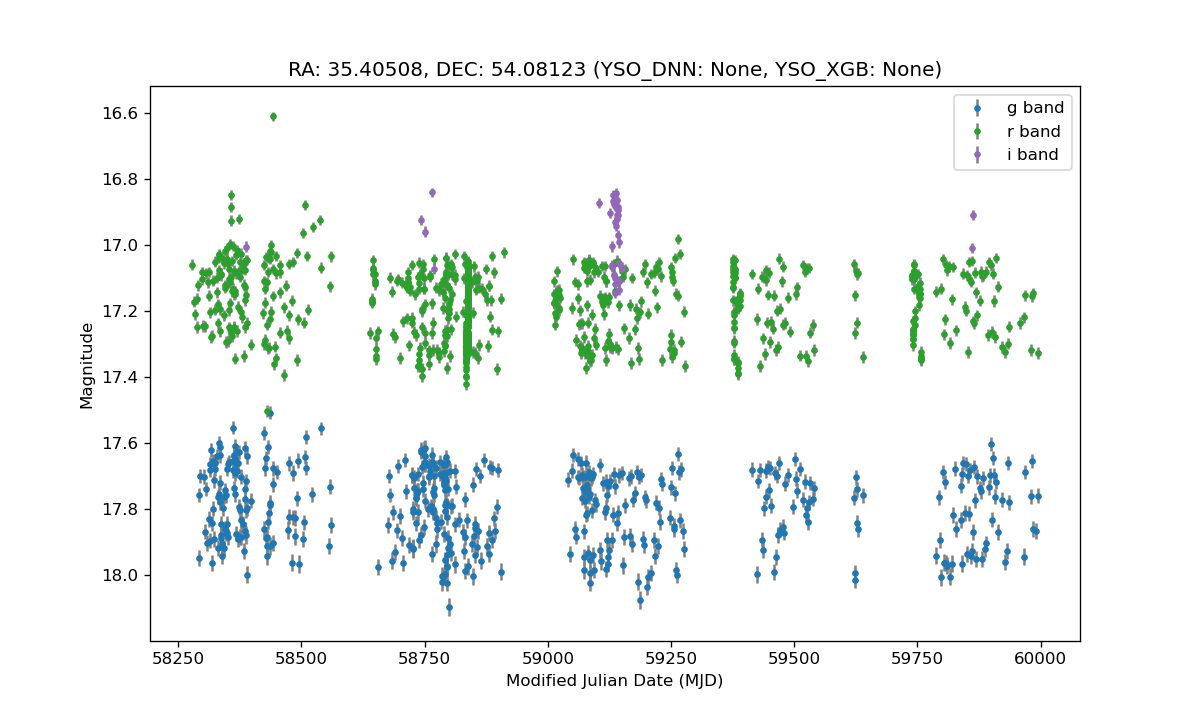 RA: 35.40508, DEC: 54.08123 (YSO_DNN: None, YSO_XGB: None)
g band
r band
i band
16.6
16.8
17.0
17.2
17.4
17.6
17.8
18.0
Magnitude
58250 58500 58750 59000 59250 59500 59750 60000
Modified Julian Date (MJD)